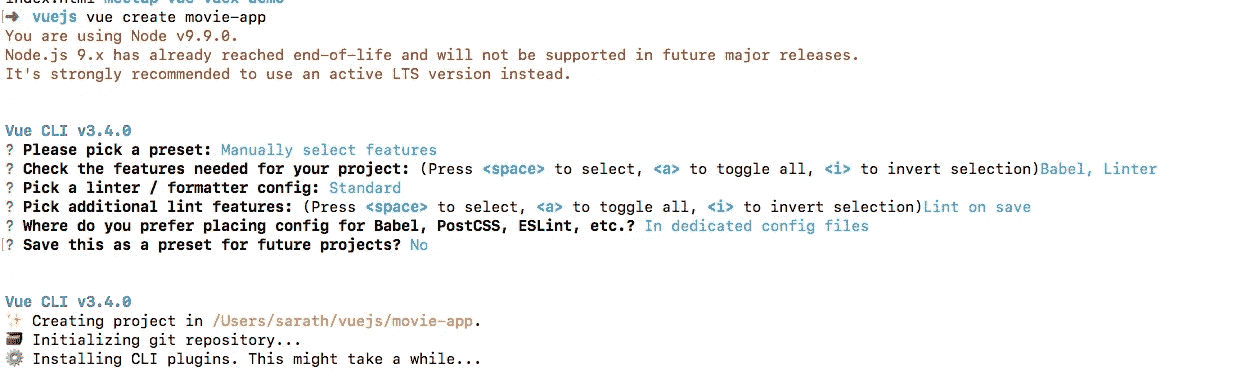 index.html meetup-vue vuex-demo
➜ vuejs vue create movie-app
You are using Node v9.9.0.
Node.js 9.x has already reached end-of-life and will not be supported in future major releases.
It's strongly recommended to use an active LTS version instead.
Vue CLI v3.4.0
? Please pick a preset: Manually select features
? Check the features needed for your project: (Press <space> to select, <a> to toggle all, <i> to invert selection)Babel, Linter
? Pick a linter / formatter config: Standard
? Pick additional lint features: (Press <space> to select, <a> to toggle all, <i> to invert selection)Lint on save
? Where do you prefer placing config for Babel, PostCSS, ESLint, etc.? In dedicated config files
? Save this as a preset for future projects? No
Vue CLI v3.4.0
✨ Creating project in /Users/sarath/vuejs/movie-app.
🗃 Initializing git repository...
⚙ Installing CLI plugins. This might take a while...